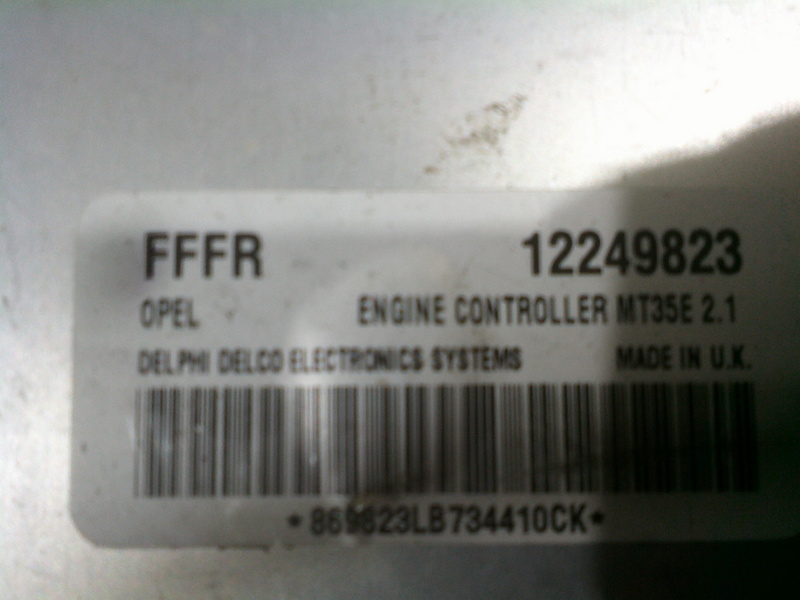 FFFR 12249823
OPEL ENGINE CONTROLLER MT35E 2.1
DELPHI DELCO ELECTRONICS SYSTEMS MADE IN U.K.
*869823LB734410CK*